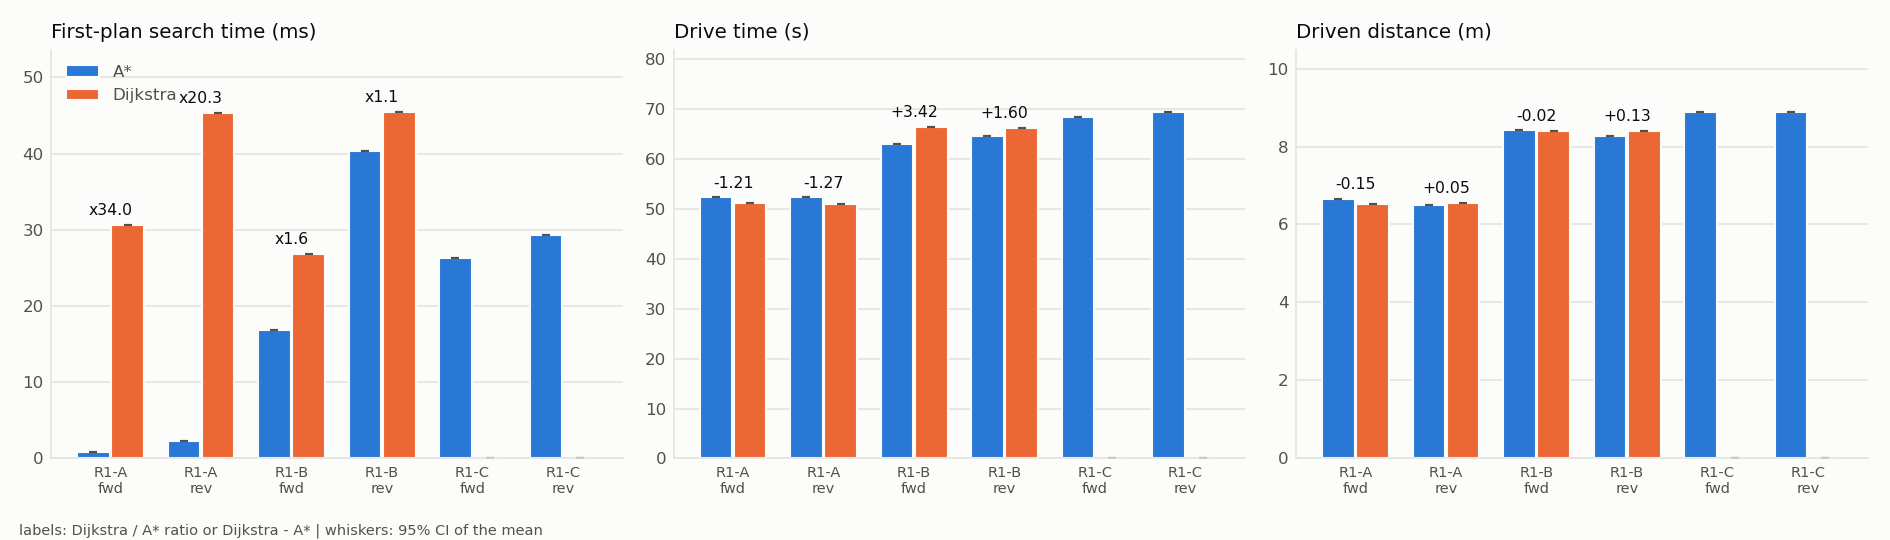 First-plan search time (ms)
A*
Dijkstra
50
40
30
20
10
0
x34.0
x20.3
x1.6
x1.1
R1-A
fwd
R1-A
rev
R1-B
fwd
R1-B
rev
R1-C
fwd
R1-C
rev
Drive time (s)
80
70
60
50
40
30
20
10
0
-1.21
-1.27
+3.42
+1.60
R1-A
fwd
R1-A
rev
R1-B
fwd
R1-B
rev
R1-C
fwd
R1-C
rev
Driven distance (m)
10
8
6
4
2
0
-0.15
+0.05
-0.02
+0.13
R1-A
fwd
R1-A
rev
R1-B
fwd
R1-B
rev
R1-C
fwd
R1-C
rev
labels: Dijkstra / A* ratio or Dijkstra - A* | whiskers: 95% CI of the mean